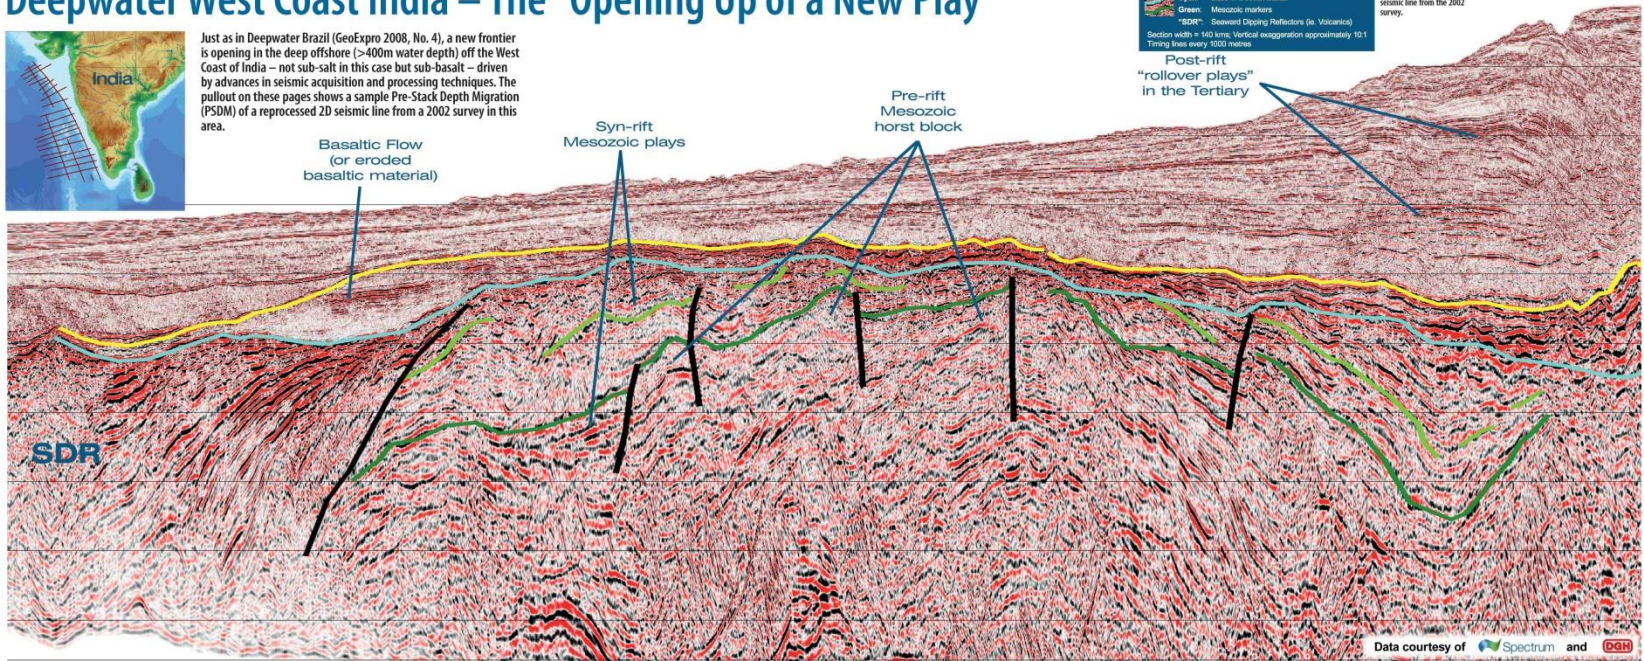 Deepwater West Coast India – The "Opening Up of a New Play"
India
Just as in Deepwater Brazil (GeoExpro 2008, No. 4), a new frontier
is opening in the deep offshore (>400m water depth) off the West
Coast of India – not sub-salt in this case but sub-basalt – driven
by advances in seismic acquisition and processing techniques. The
pullout on these pages shows a sample Pre-Stack Depth Migration
(PSDM) of a reprocessed 2D seismic line from a 2002 survey in this
area.
Green: Mesozoic markers
"SDR": Seaward Dipping Reflectors (ie. Volcanics)
Section width = 140 kms; Vertical exaggeration approximately 10:1
Timing lines every 1000 metres
seismic line from the 2002
survey.
Basaltic Flow
(or eroded
basaltic material)
Syn-rift
Mesozoic plays
Pre-rift
Mesozoic
horst block
Post-rift
"rollover plays"
in the Tertiary
SDR
Data courtesy of Spectrum and DGH